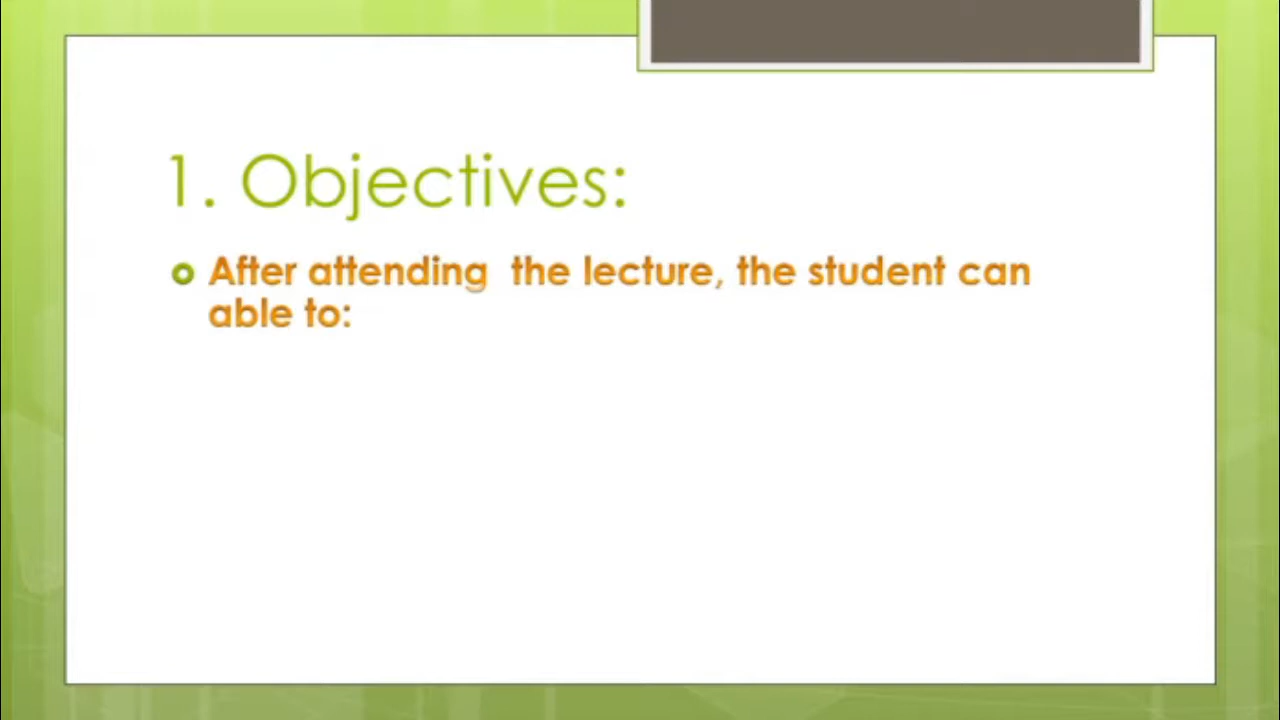 1. Objectives:
After attending  the lecture, the student can
able to: